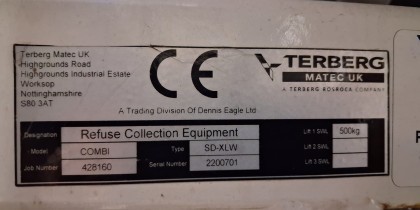 Terberg Matec UK
Highgrounds Road
Highgrounds Industrial Estate
Worksop
Nottinghamshire
S80 3AT
CE
TERBERG
MATEC UK
A TERBERG ROSROCA COMPANY
A Trading Division Of Dennis Eagle Ltd
Designation Refuse Collection Equipment Lift 1 SWL 500kg
Model COMBI Type SD-XLW Lift 2 SWL
Job Number 428160 Serial Number 2200701 Lift 3 SWL